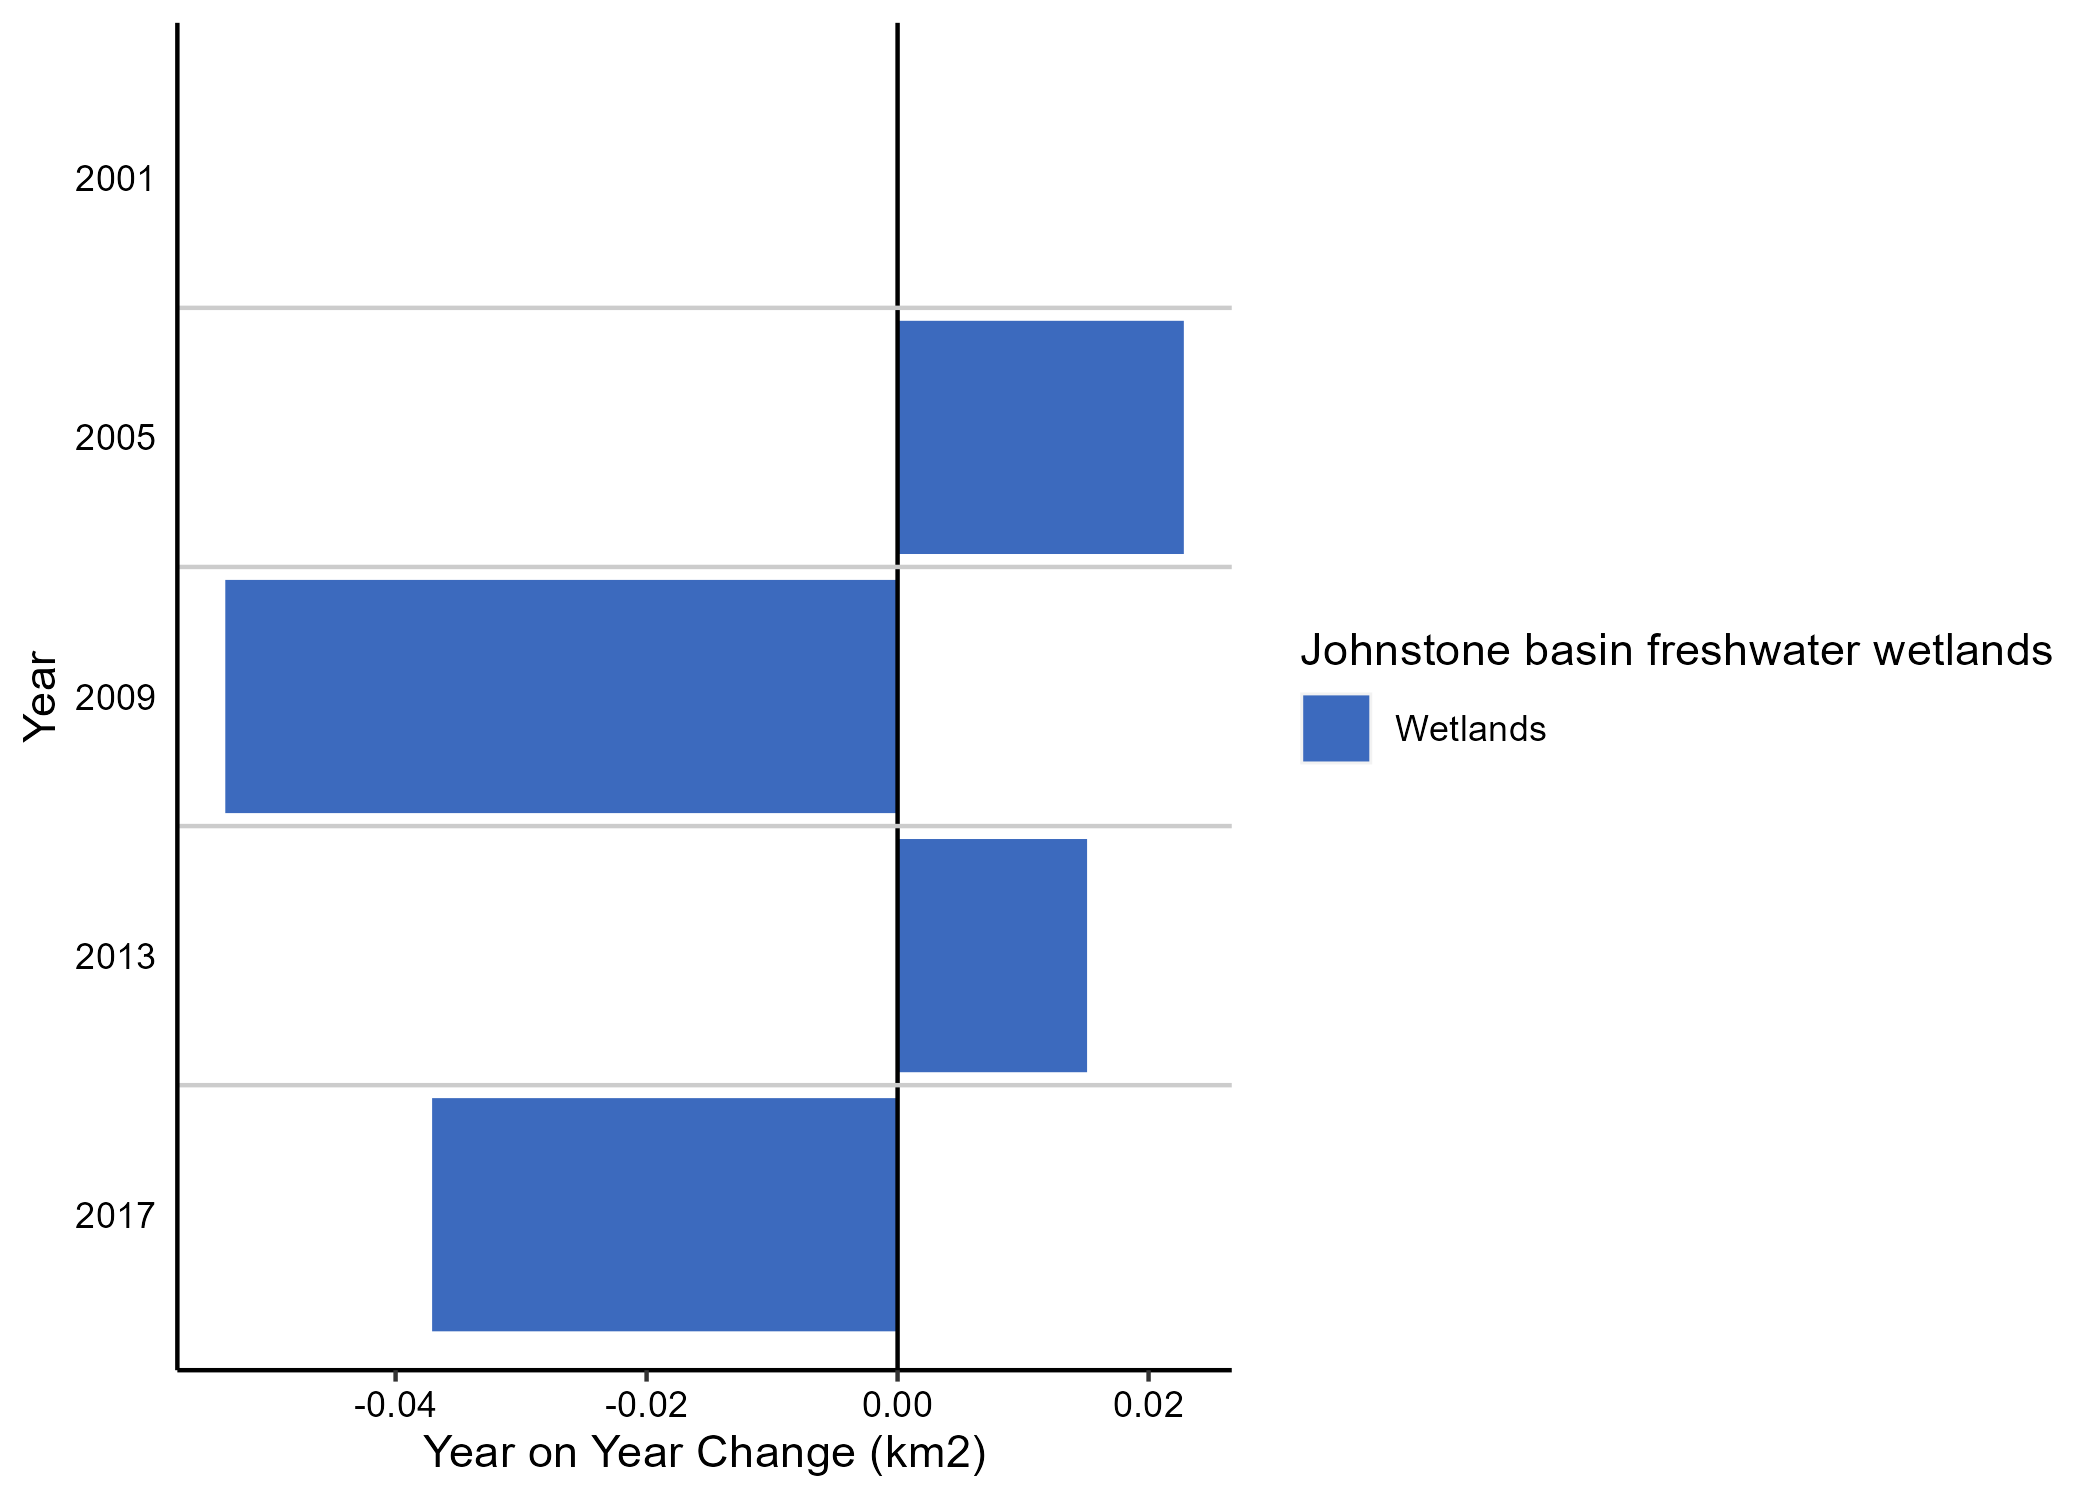 2001
2005
2009
2013
2017
Year
-0.04
-0.02
0.00
0.02
Year on Year Change (km2)
Johnstone basin freshwater wetlands
Wetlands